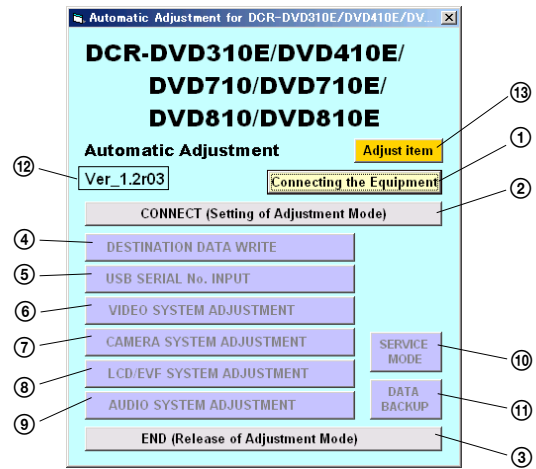 Automatic Adjustment for DCR-DVD310E/DVD410E/DV...
DCR-DVD310E/DVD410E/
DVD710/DVD710E/
DVD810/DVD810E
⑬
Automatic Adjustment
Adjust item
①
⑫
Ver_1.2r03
Connecting the Equipment
②
CONNECT (Setting of Adjustment Mode)
④
DESTINATION DATA WRITE
⑤
USB SERIAL No. INPUT
⑥
VIDEO SYSTEM ADJUSTMENT
⑦
CAMERA SYSTEM ADJUSTMENT
SERVICE
MODE
⑩
⑧
LCD/EVF SYSTEM ADJUSTMENT
⑨
AUDIO SYSTEM ADJUSTMENT
DATA
BACKUP
⑪
END (Release of Adjustment Mode)
③